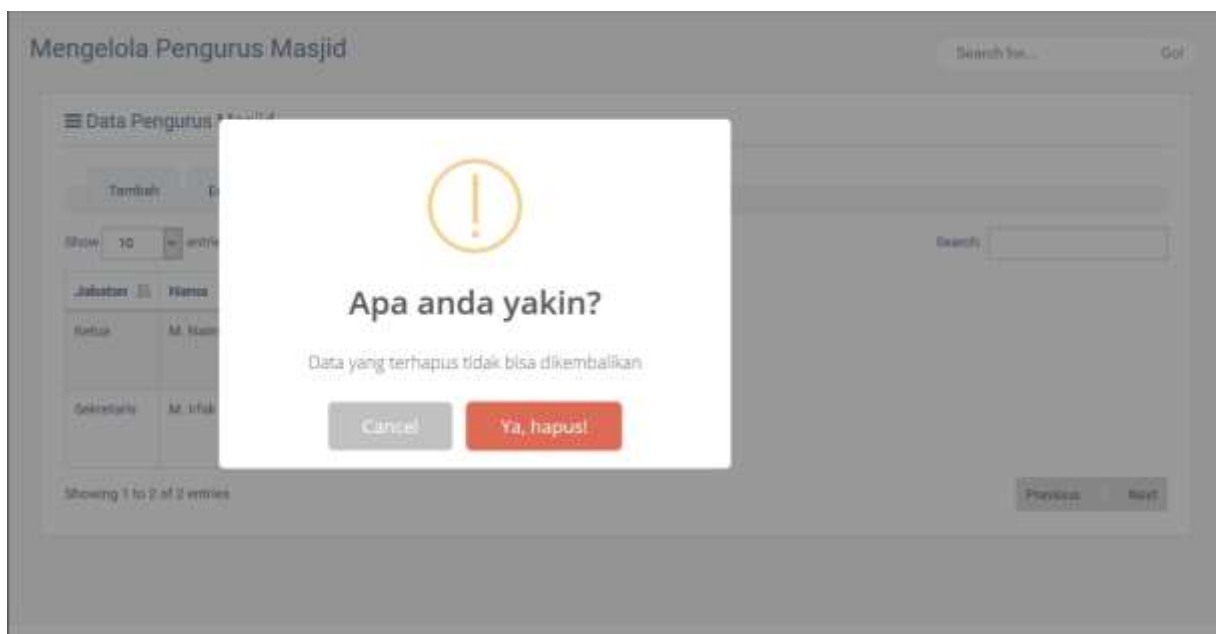 Mengelola Pengurus Masjid
Search for...
Go!
Data Pengurus
Tambah
Show 10
Search:
Jabatan
Nama
Ketua
M.
Sekretaris
M. Irfak
Showing 1 to 2 of 2 entries
Previous
Next
Apa anda yakin?
Data yang terhapus tidak bisa dikembalikan
Cancel
Ya, hapus!